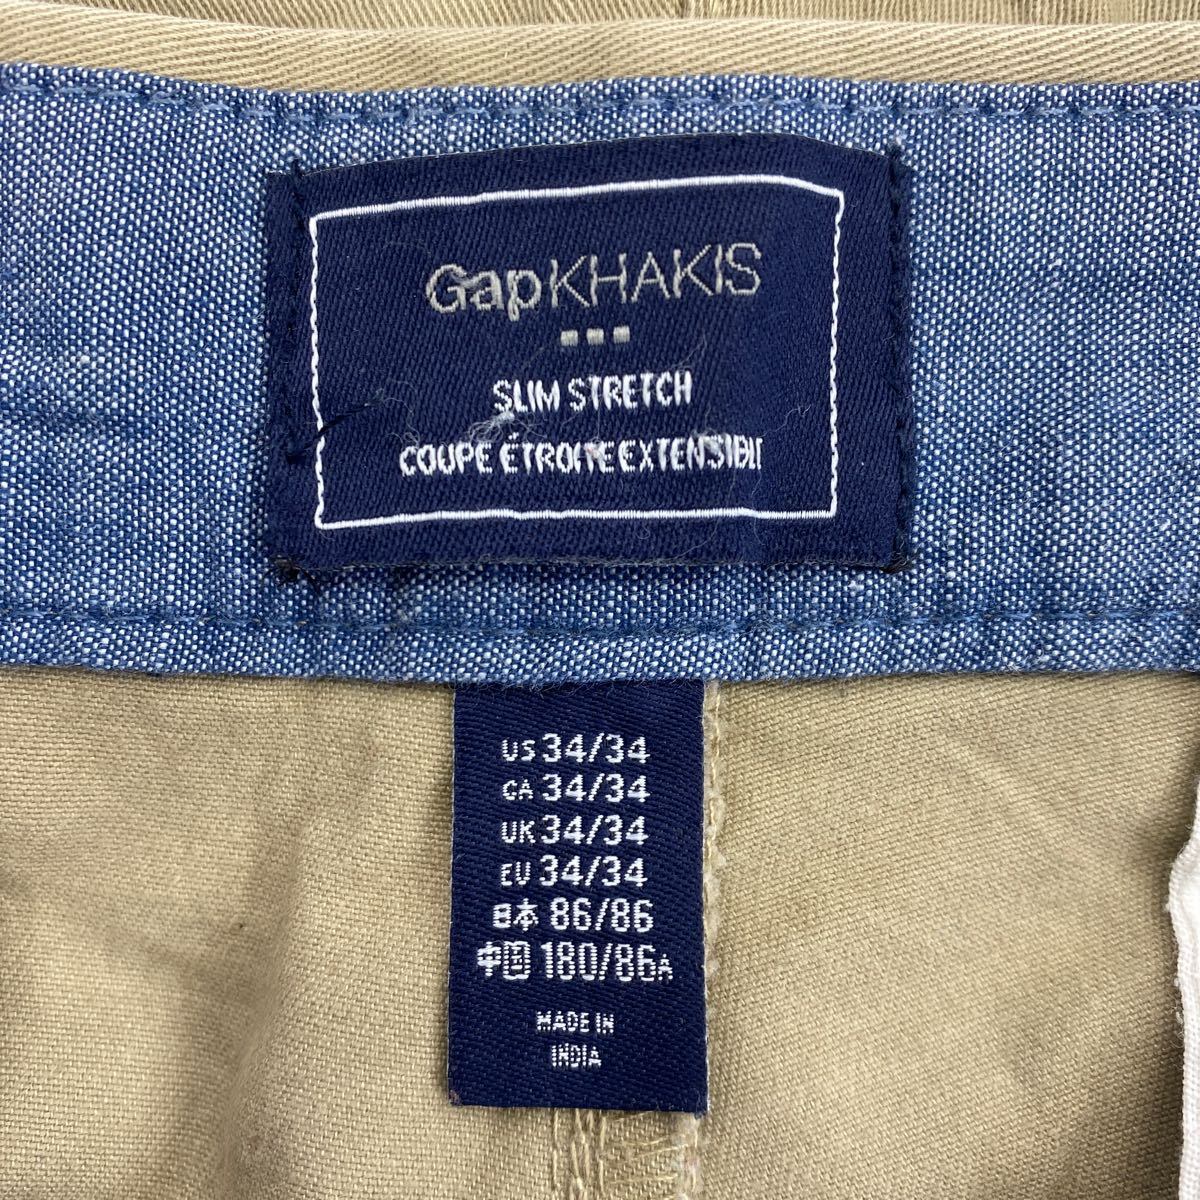 GapKHAKIS
SLIM STRETCH
COUPE ÉTROITE EXTENSIBLE
US 34/34
CA 34/34
UK 34/34
EU 34/34
日本 86/86
中国 180/86A
MADE IN
INDIA